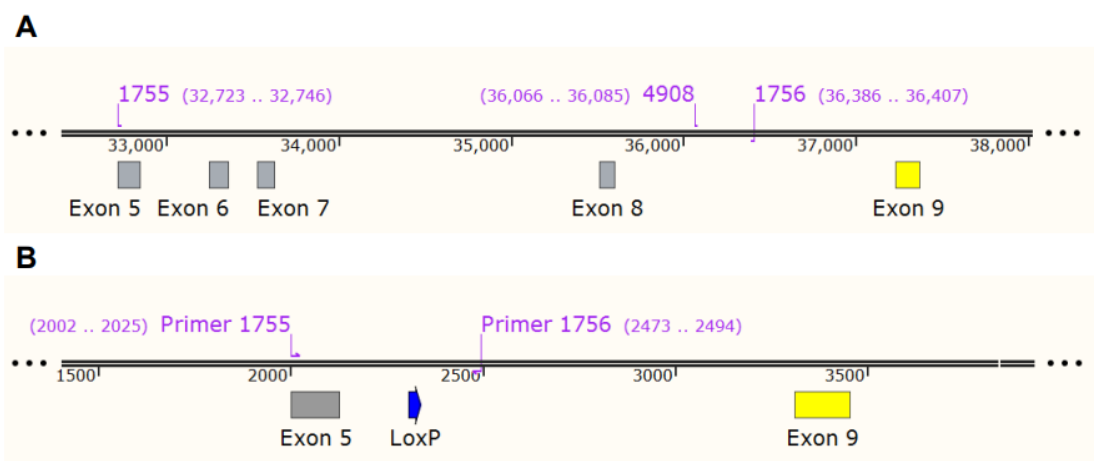 A
1755 (32,723 .. 32,746) (36,066 .. 36,085) 4908 1756 (36,386 .. 36,407)
33,000 34,000 35,000 36,000 37,000 38,000
Exon 5 Exon 6 Exon 7 Exon 8 Exon 9
B
(2002 .. 2025) Primer 1755 Primer 1756 (2473 .. 2494)
1500 2000 2500 3000 3500
Exon 5 LoxP Exon 9